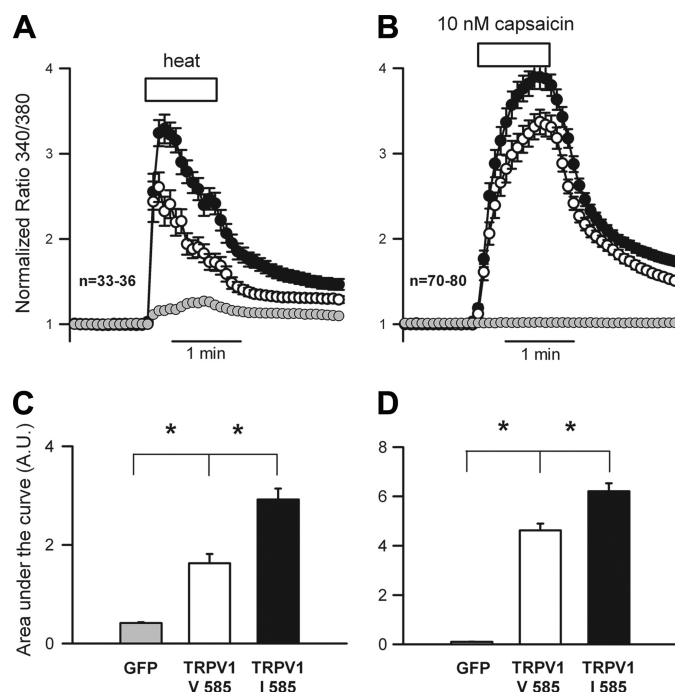 A
B
heat
10 nM capsaicin
Normalized Ratio 340/380
4
3
2
1
n=33-36
1 min
4
3
2
1
n=70-80
1 min
C
D
Area under the curve (A.U.)
4
2
0
* *
GFP
TRPV1 V 585
TRPV1 I 585
8
6
4
2
0
* *
GFP
TRPV1 V 585
TRPV1 I 585